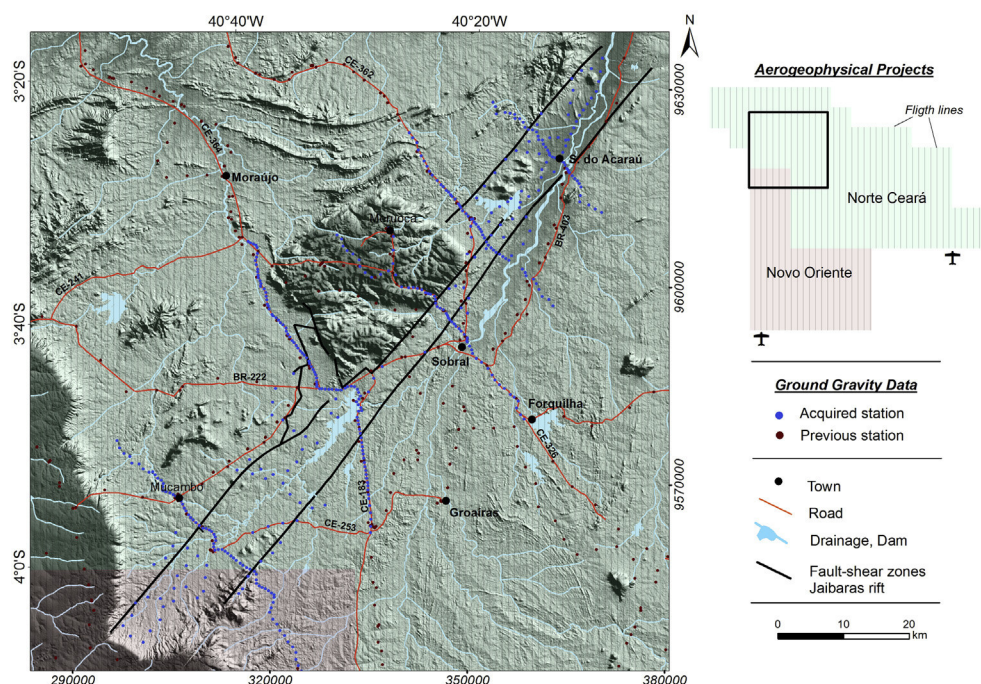 40°40'W
40°20'W
N
3°20'S
3°40'S
4°0'S
9630000
9600000
9570000
290000
320000
350000
380000
CE-362
CE-364
Moraújo
S. do Acaraú
Meruoca
BR-403
CE-241
Sobral
BR-222
Forquilha
CE-326
Mucambo
CE-183
Groairas
CE-253
Aerogeophysical Projects
Fligth lines
Norte Ceará
Novo Oriente
Ground Gravity Data
Acquired station
Previous station
Town
Road
Drainage, Dam
Fault-shear zones
Jaibaras rift
0 10 20
km